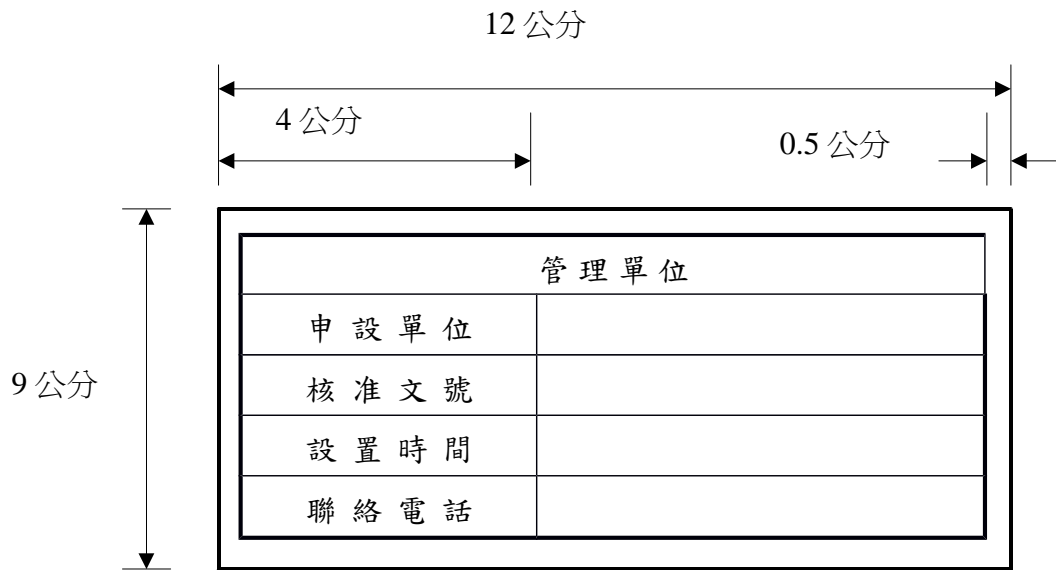 12 公分
4 公分
0.5 公分
管理單位
申設單位
核准文號
9 公分
設置時間
聯絡電話